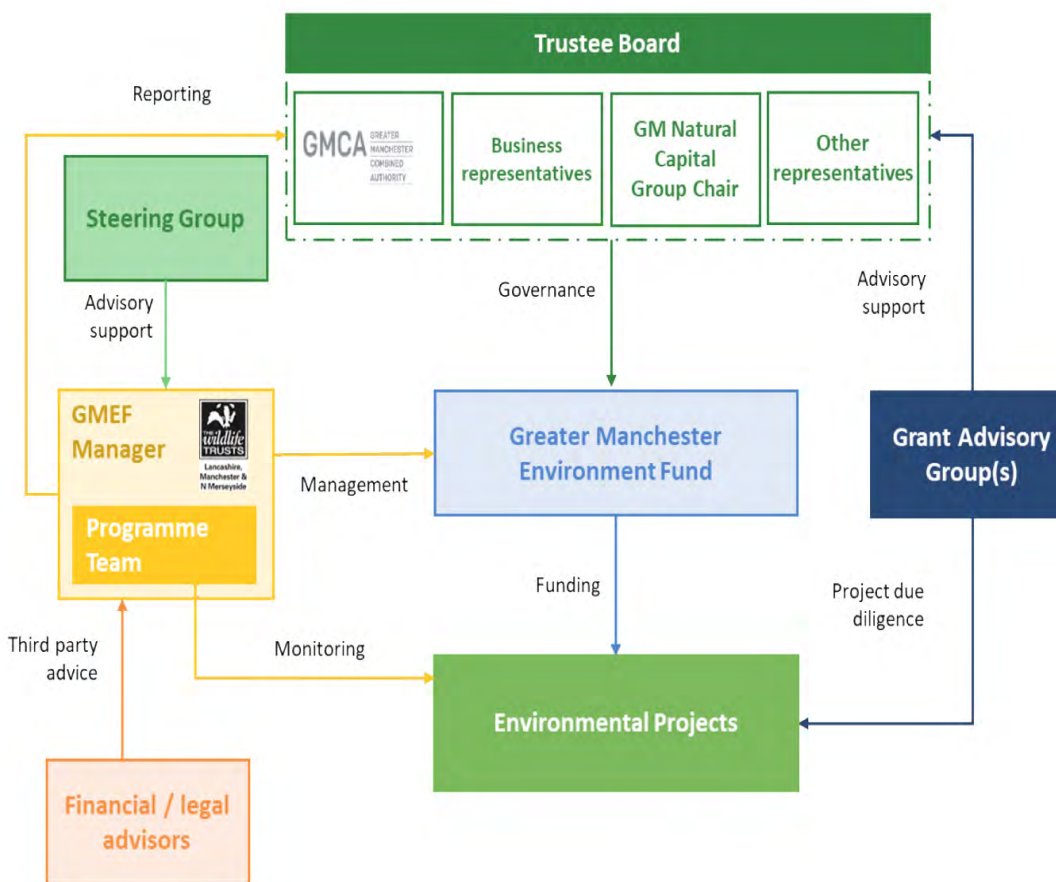 Trustee Board
Reporting
GMCA
GREATER
MANCHESTER
COMBINED
AUTHORITY
Business
representatives
GM Natural
Capital
Group Chair
Other
representatives
Steering Group
Advisory
support
Governance
Advisory
support
GMEF
Manager
THE
wildlife
TRUSTS
Lancashire,
Manchester &
N Merseyside
Programme
Team
Management
Greater Manchester
Environment Fund
Grant Advisory
Group(s)
Funding
Project due
diligence
Third party
advice
Monitoring
Environmental Projects
Financial / legal
advisors